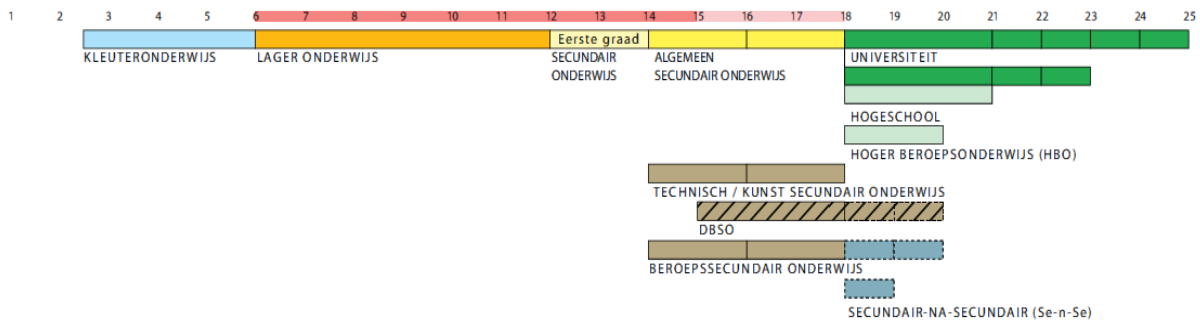 1 2 3 4 5 6 7 8 9 10 11 12 13 14 15 16 17 18 19 20 21 22 23 24 25
Eerste graad
KLEUTERONDERWIJS LAGER ONDERWIJS SECUNDAIR ALGEMEEN UNIVERSITEIT
ONDERWIJS SECUNDAIR ONDERWIJS
HOGESCHOOL
HOGER BEROEPSONDERWIJS (HBO)
TECHNISCH / KUNST SECUNDAIR ONDERWIJS
DBSO
BEROEPSSECUNDAIR ONDERWIJS
SECUNDAIR-NA-SECUNDAIR (Se-n-Se)